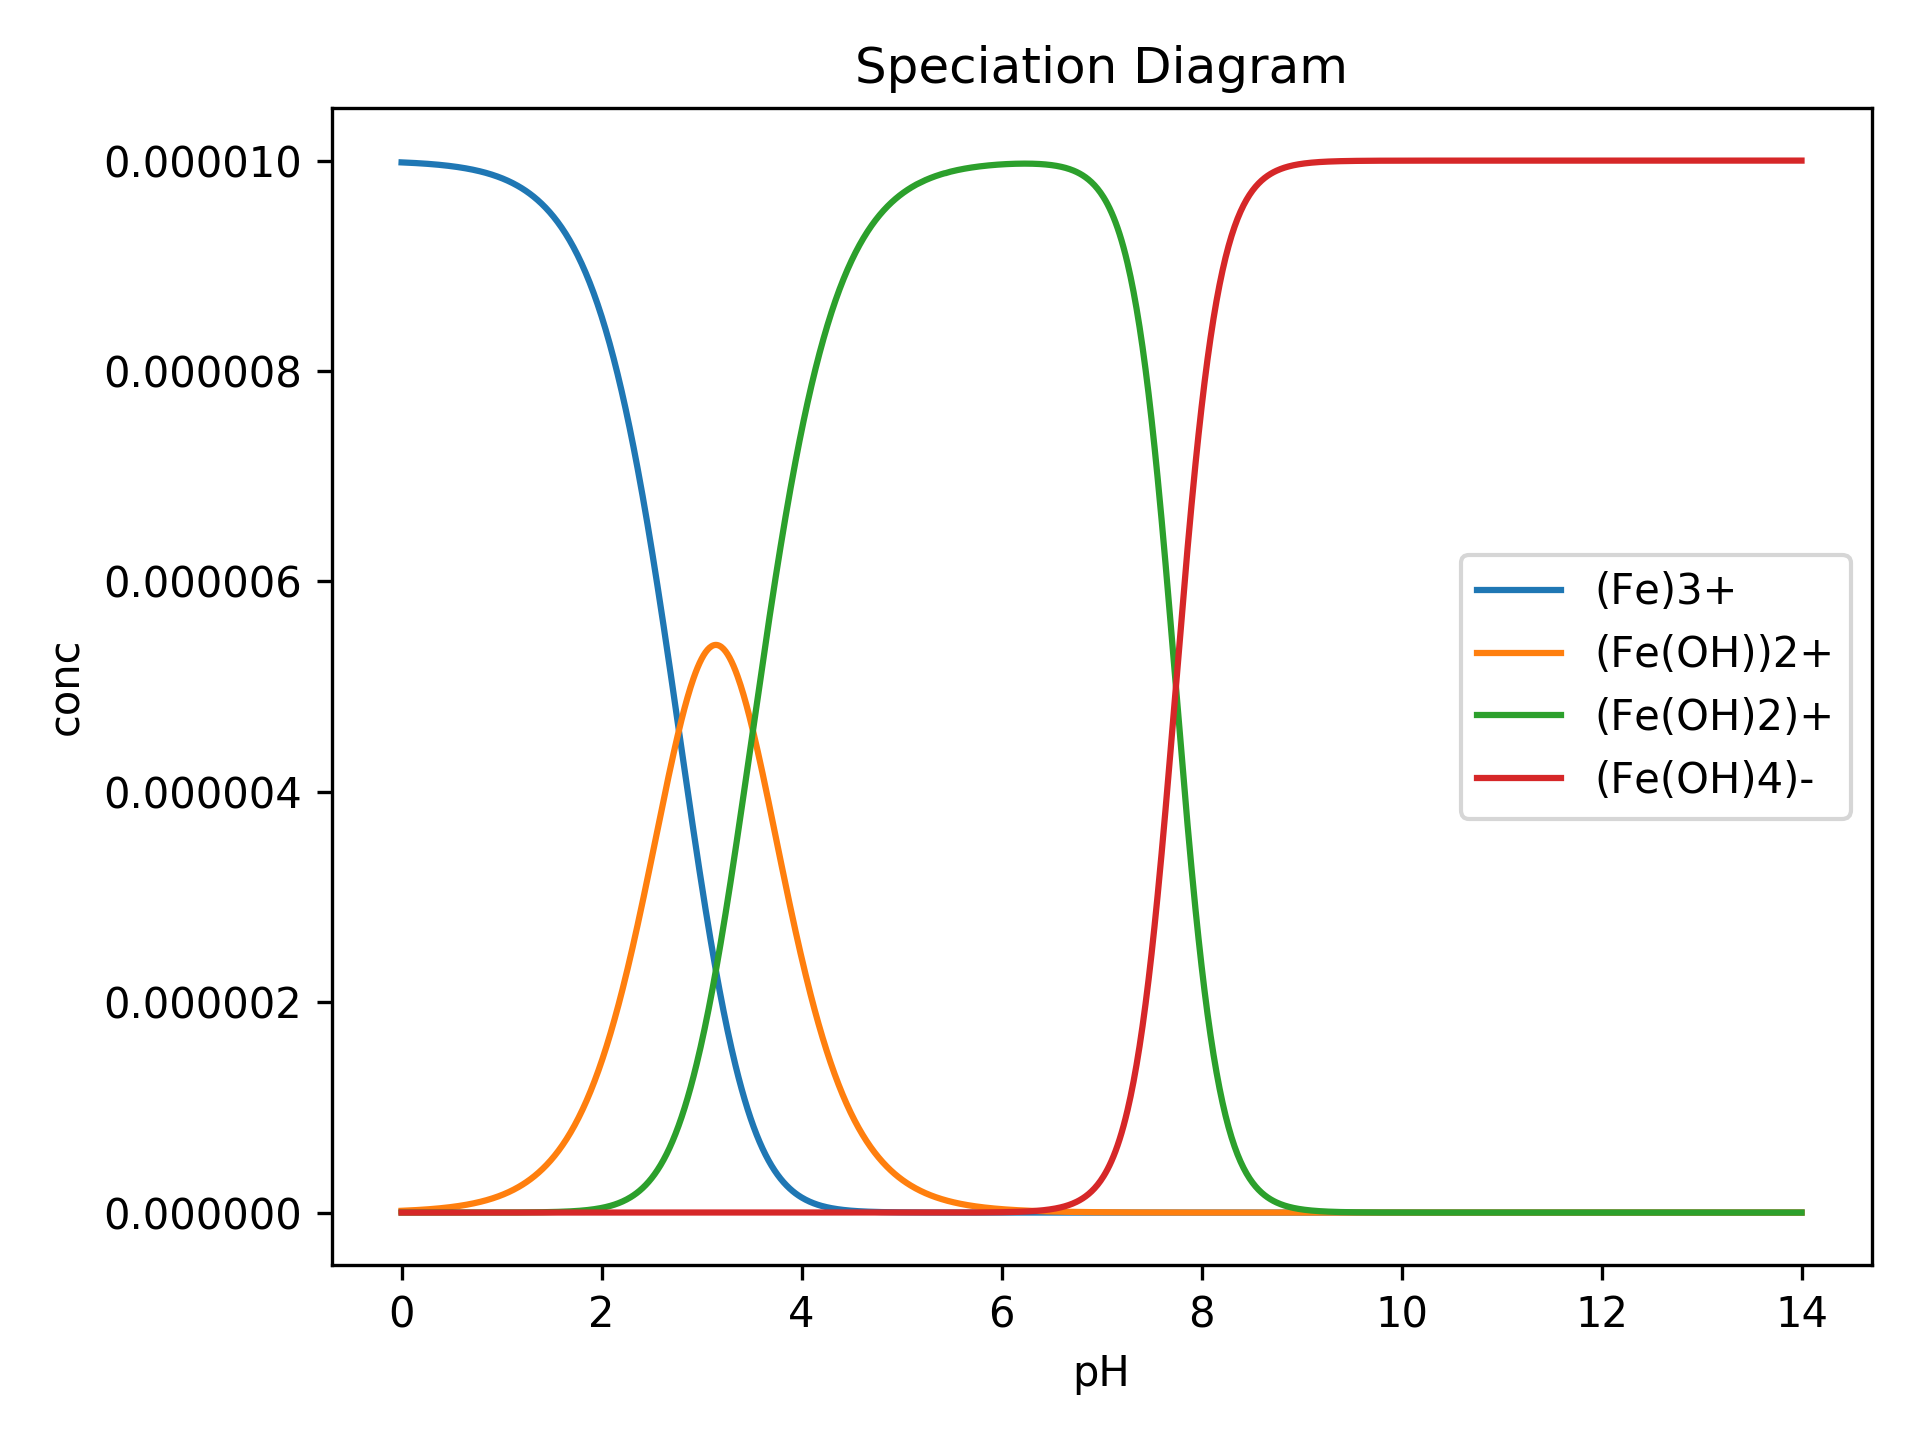 Speciation Diagram
0.000010
0.000008
0.000006
0.000004
0.000002
0.000000
conc
(Fe)3+
(Fe(OH))2+
(Fe(OH)2)+
(Fe(OH)4)-
0 2 4 6 8 10 12 14
pH